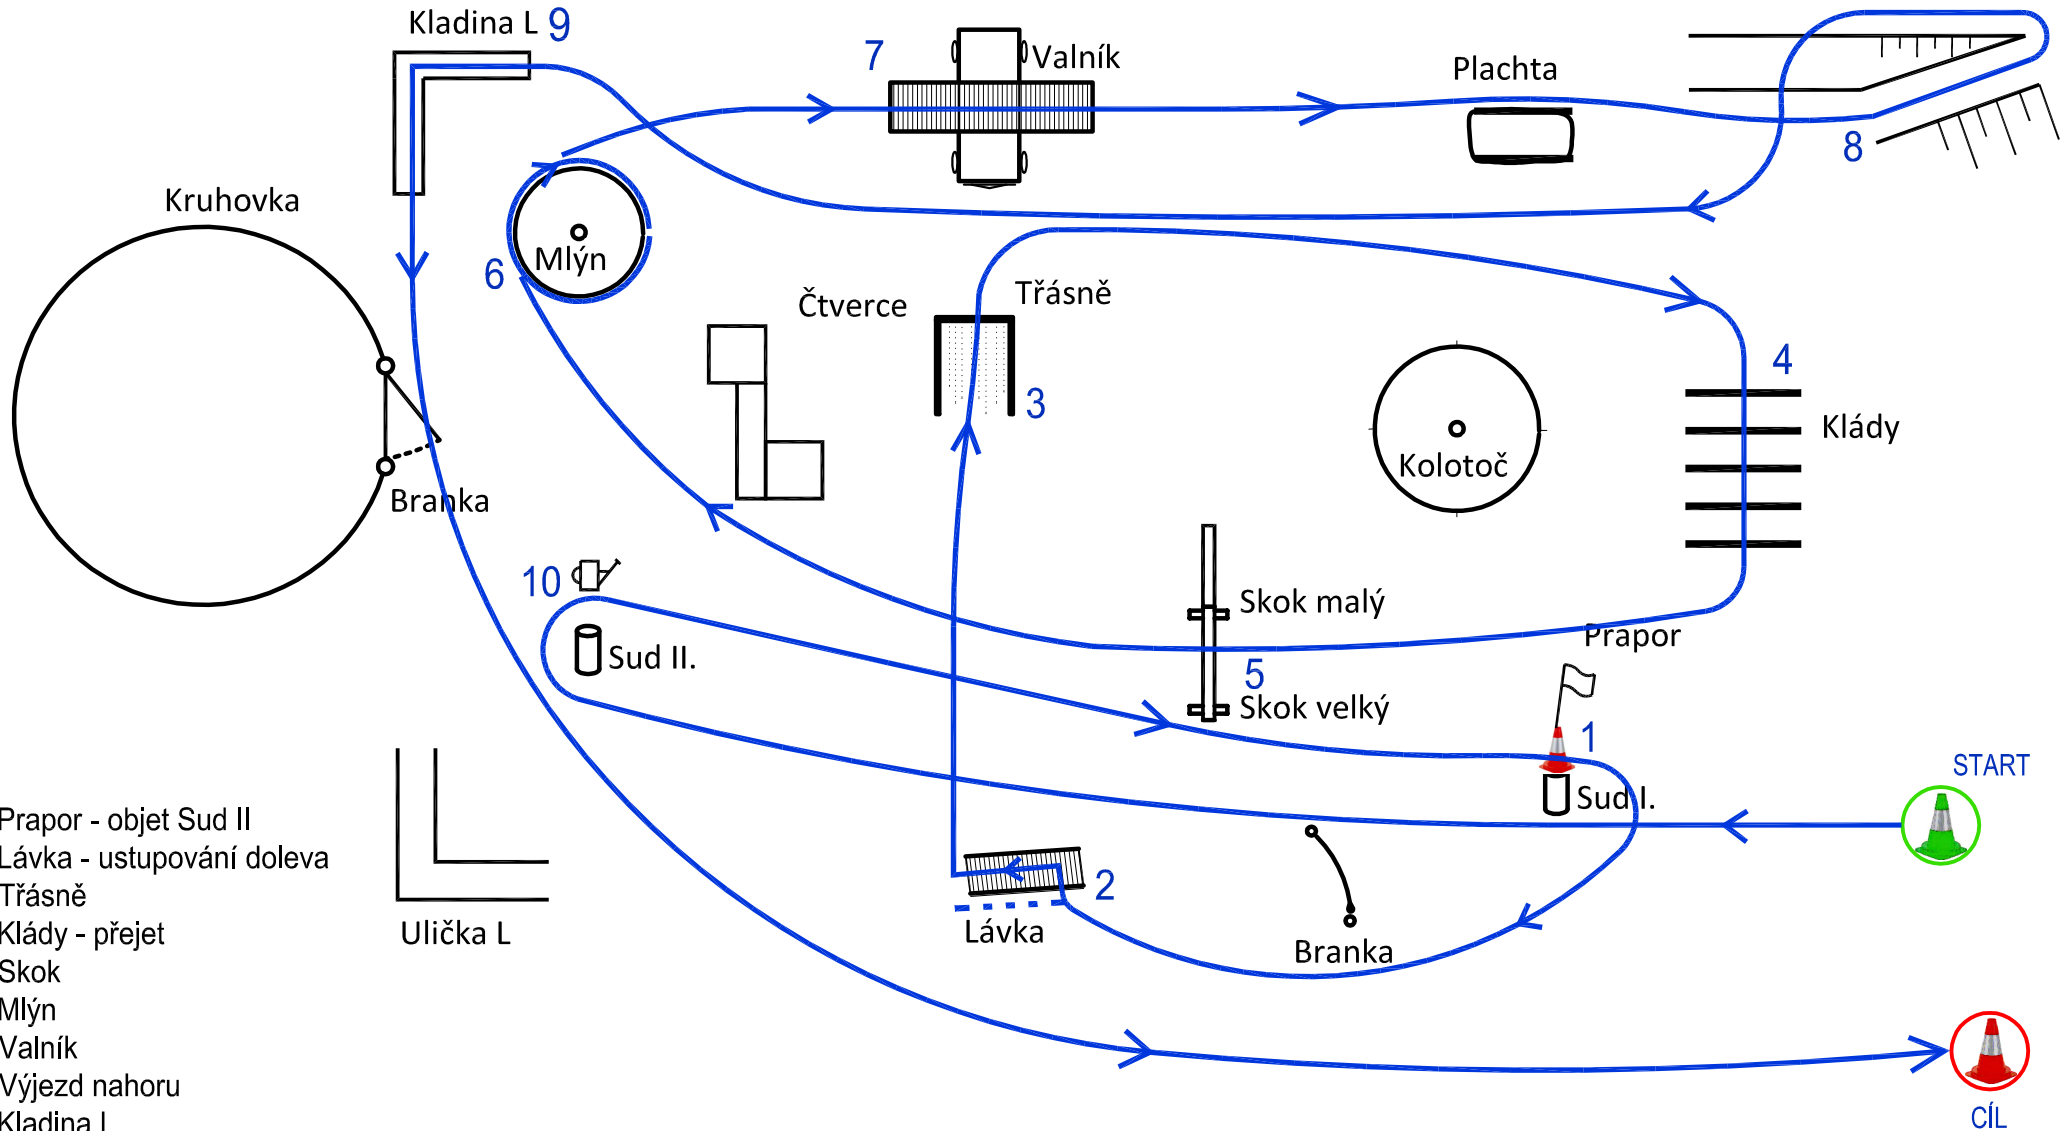 Kladina L 9
7
Valník
Plachta
8
Kruhovka
Mlýn
6
Čtverce
Třásně
3
4
Klády
Kolotoč
Branka
10
Skok malý
Prapor
Sud II.
5
Skok velký
1
START
Sud I.
2
Lávka
Branka
Ulička L
Prapor - objet Sud II
Lávka - ustupování doleva
Třásně
Klády - přejet
Skok
Mlýn
Valník
Výjezd nahoru
Kladina L
CÍL